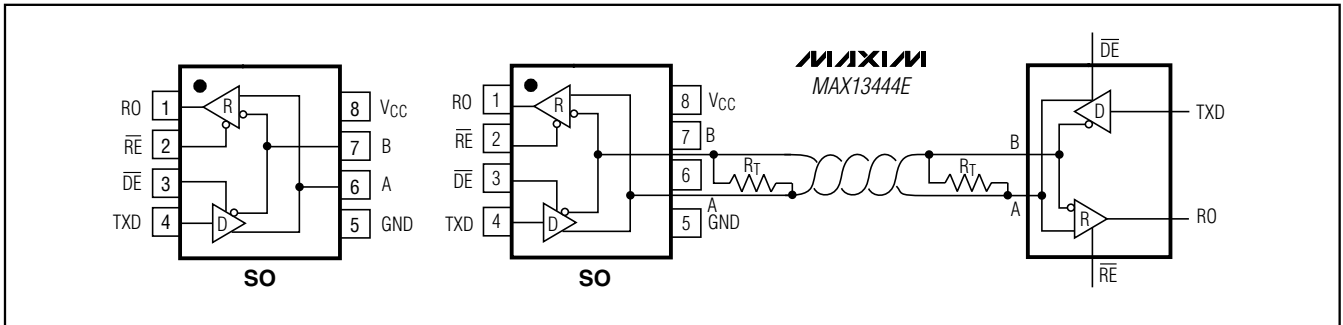 MAXIM
MAX13444E
RO 1
R
8 VCC
RE 2
7 B
DE 3
6 A
TXD 4
D
5 GND
SO
RO 1
R
8 VCC
RE 2
7 B
DE 3
6
A
TXD 4
D
5 GND
SO
RT
RT
DE
D
TXD
B
A
R
RO
RE